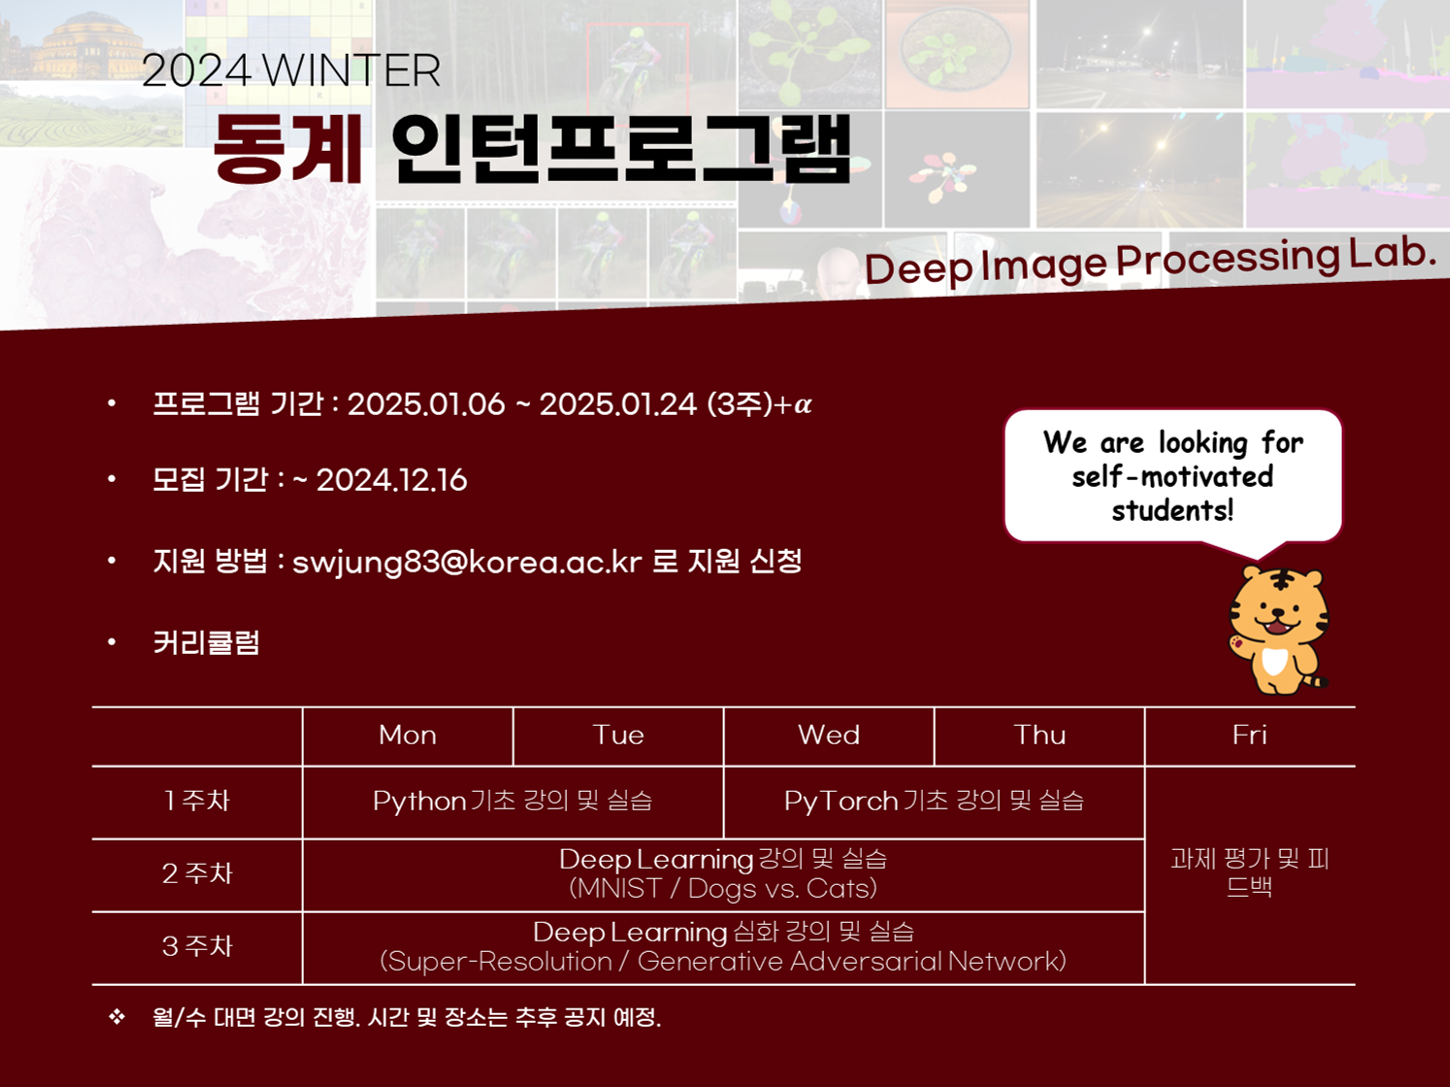 2024 WINTER
동계 인턴프로그램
Deep Image Processing Lab.
• 프로그램 기간 : 2025.01.06 ~ 2025.01.24 (3주)+α
• 모집 기간 : ~ 2024.12.16
• 지원 방법 : swjung83@korea.ac.kr 로 지원 신청
• 커리큘럼
We are looking for
self-motivated
students!
Mon Tue Wed Thu Fri
1 주차 Python 기초 강의 및 실습 PyTorch 기초 강의 및 실습
2 주차 Deep Learning 강의 및 실습
(MNIST / Dogs vs. Cats)
과제 평가 및 피
드백
3 주차 Deep Learning 심화 강의 및 실습
(Super-Resolution / Generative Adversarial Network)
❖ 월/수 대면 강의 진행. 시간 및 장소는 추후 공지 예정.